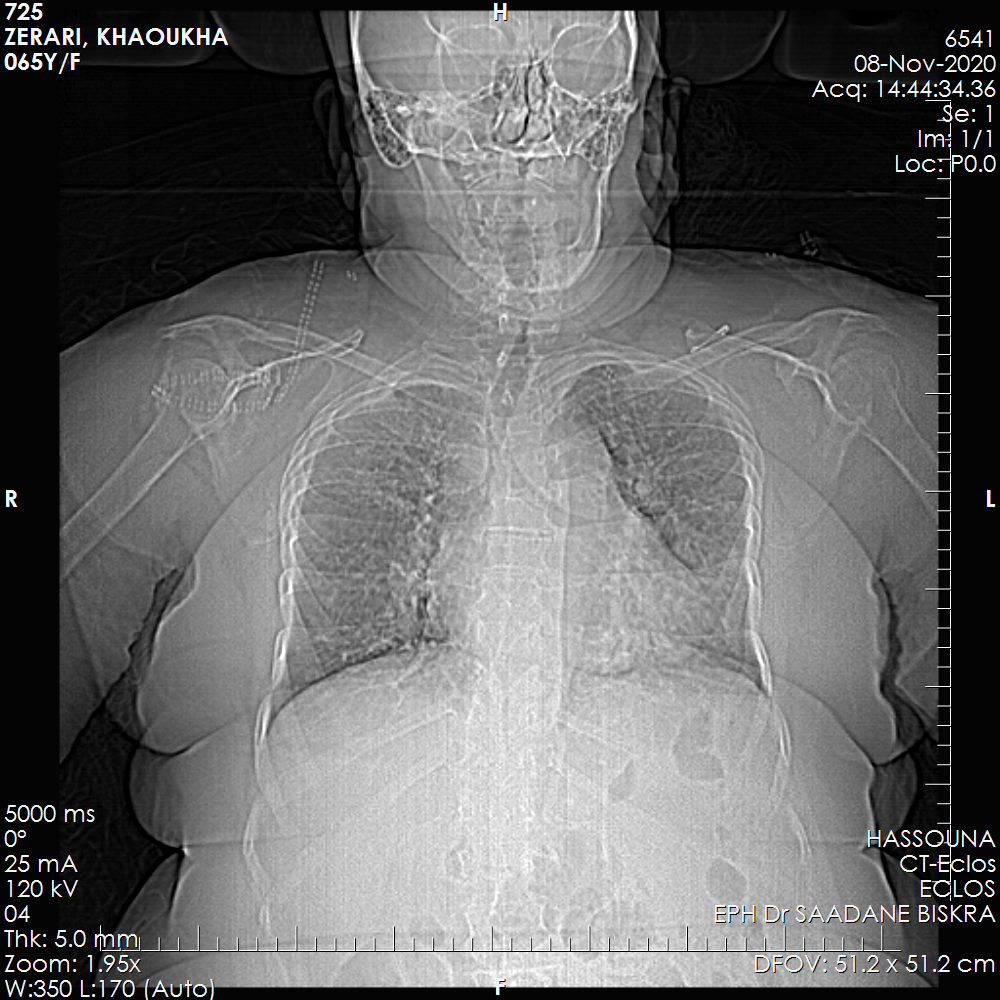 725
ZERARI, KHAOUKHA
065Y/F
H
6541
08-Nov-2020
Acq: 14:44:34.36
Se: 1
Im: 1/1
Loc: P0.0
R
L
5000 ms
0°
25 mA
120 kV
04
Thk: 5.0 mm
Zoom: 1.95x
W:350 L:170 (Auto)
F
HASSOUNA
CT-Eclos
ECLOS
EPH Dr SAADANE BISKRA
DFOV: 51.2 x 51.2 cm